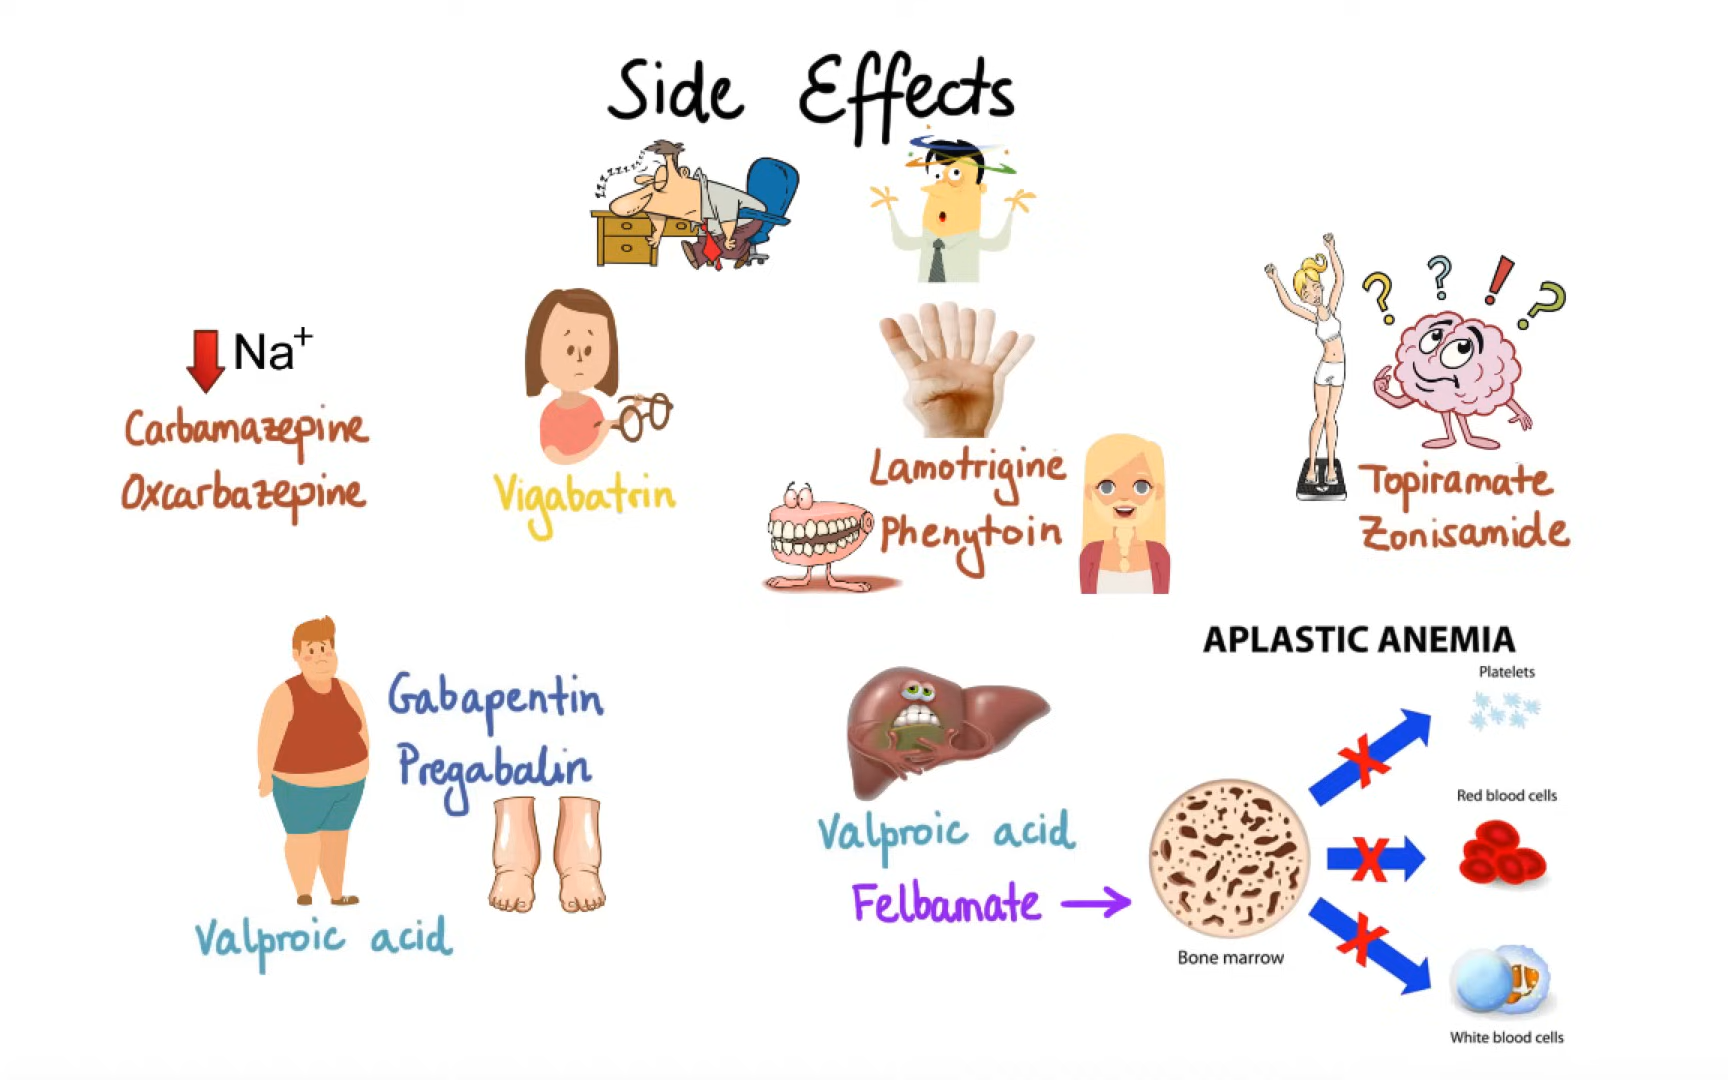 Side Effects
zzzzzzz
Na+
Carbamazepine
Oxcarbazepine
Vigabatrin
Lamotrigine
Phenytoin
? ? ! ?
Topiramate
Zonisamide
Gabapentin
Pregabalin
Valproic acid
Valproic acid
Felbamate →
APLASTIC ANEMIA
Platelets
X
Red blood cells
X
X
Bone marrow
White blood cells